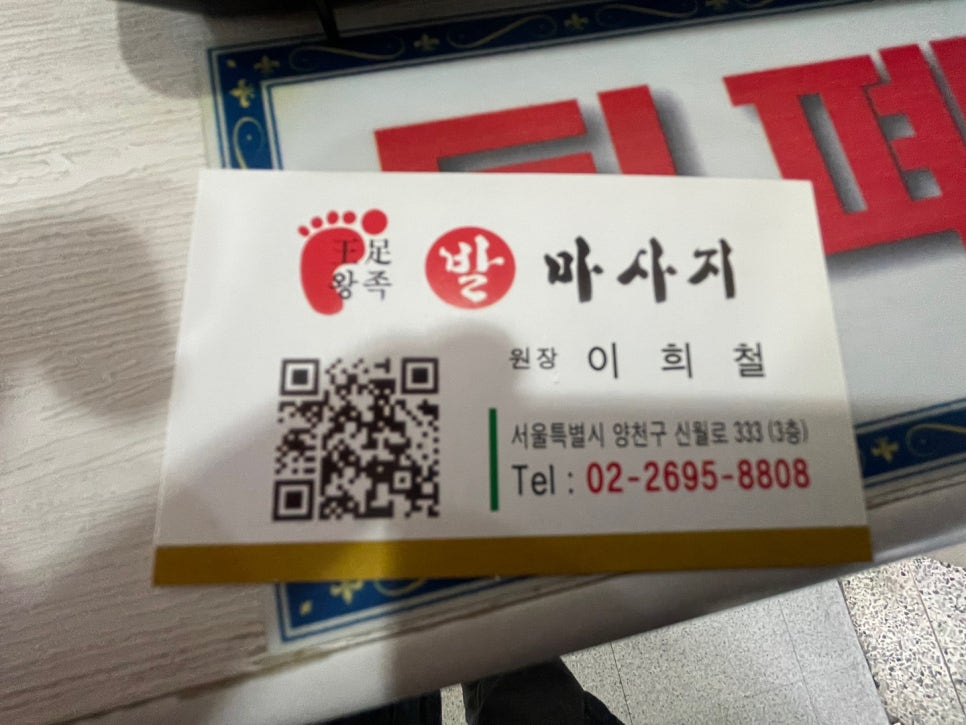 王足
왕족
발 마사지
원장 이 희 철
서울특별시 양천구 신월로 333 (3층)
Tel : 02-2695-8808